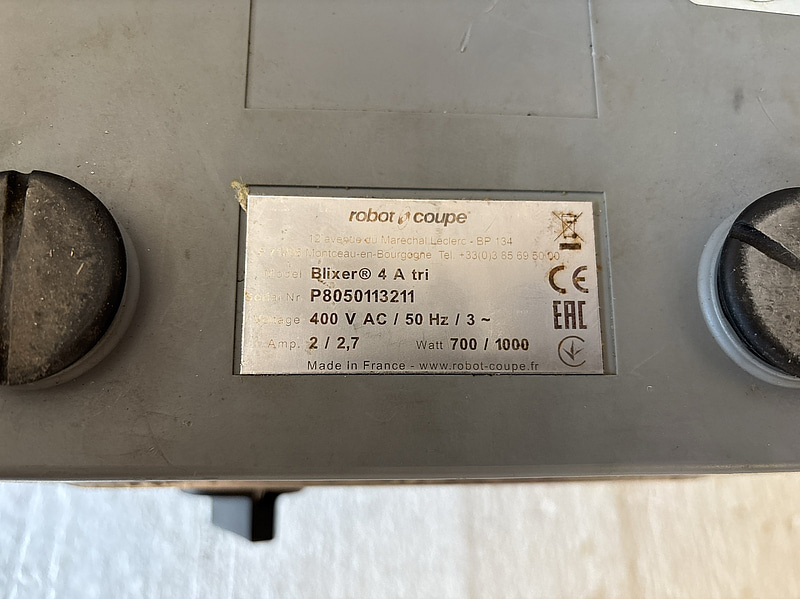 robot coupe
12 avenue du Maréchal Leclerc - BP 134
Montceau-en-Bourgogne Tel. +33(0)3 85 69 50 00
Model Blixer® 4 A tri
Nr P8050113211
400 V AC / 50 Hz / 3 ~
Amp. 2 / 2,7 Watt 700 / 1000
Made in France - www.robot-coupe.fr
CE
EAC